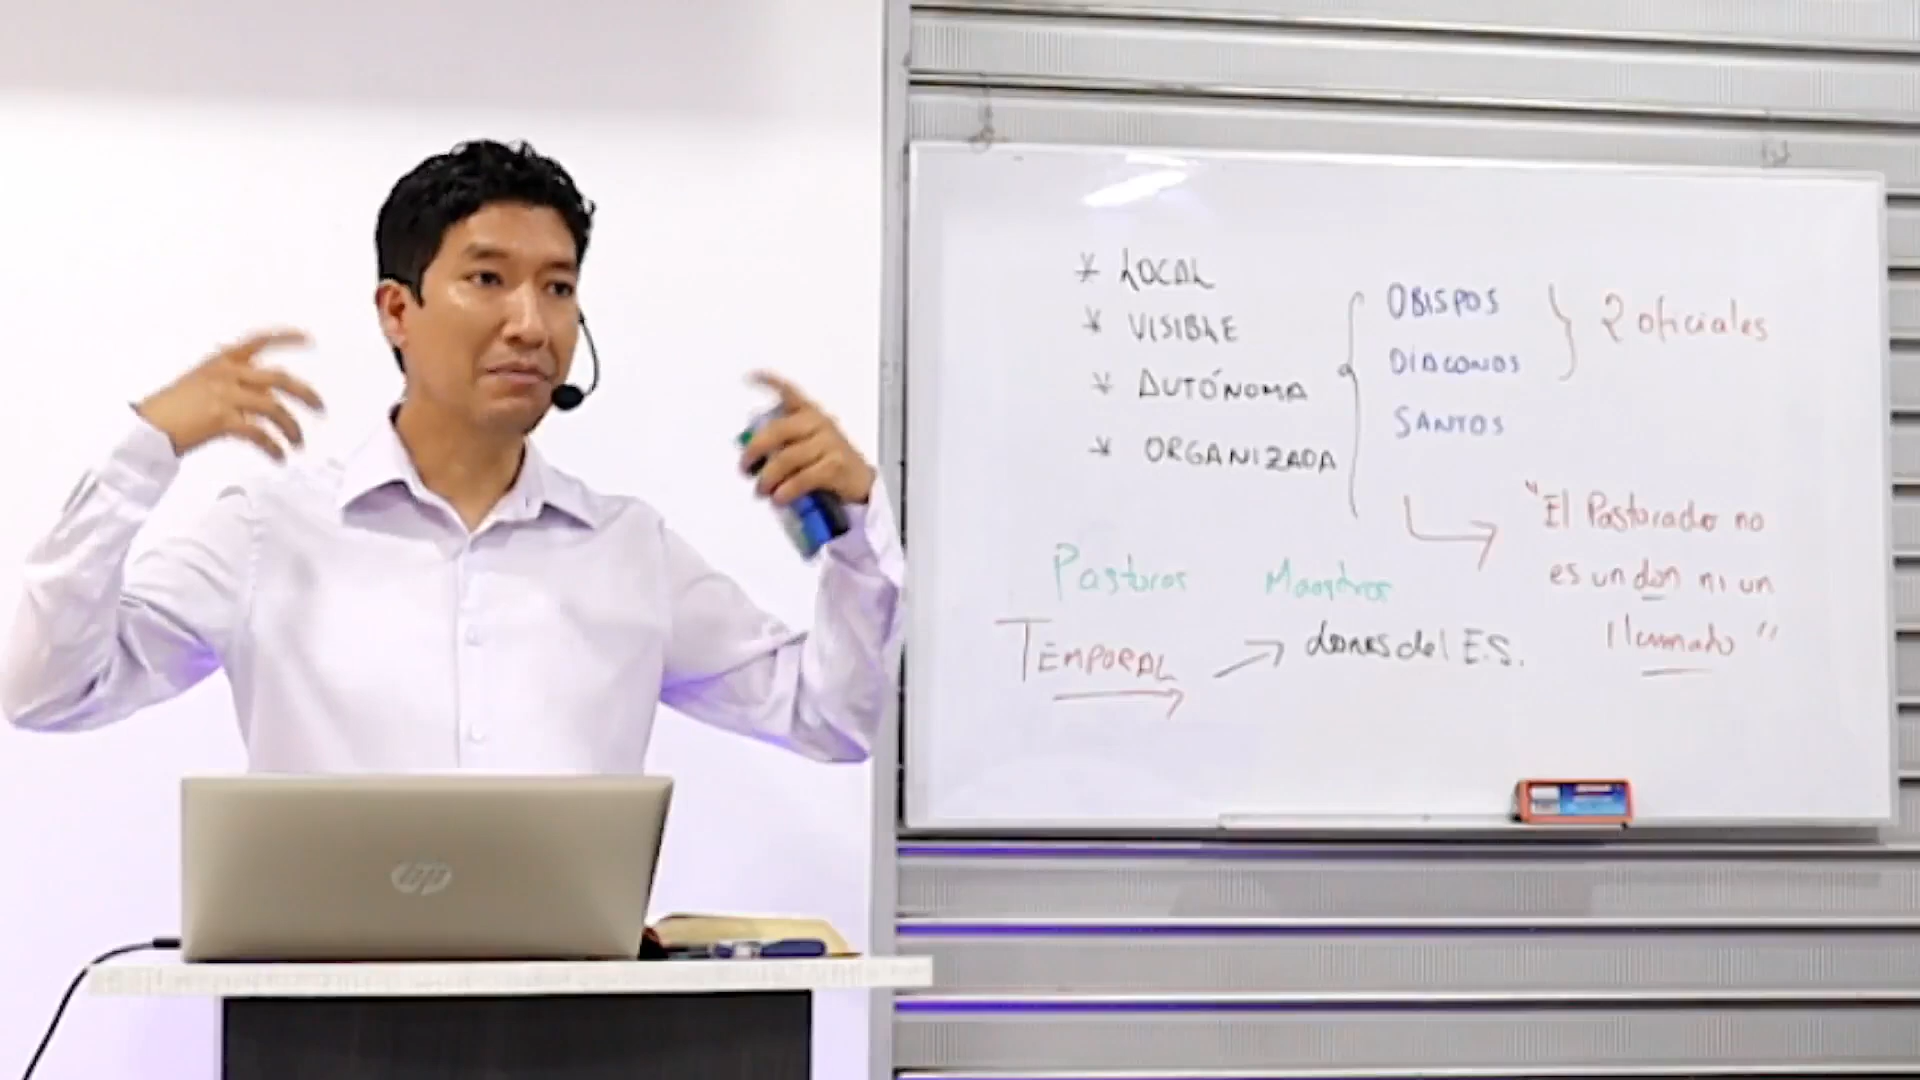 * LOCAL
* VISIBLE
* AUTÓNOMA
* ORGANIZADA
OBISPOS
DIACONOS
SANTOS
2 oficiales
"El Pastorado no
es un don ni un
llamado"
Pastores Maestros
TEMPORAL
dones del E.S.
hp